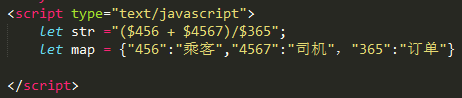 <script type="text/javascript">
let str ="($456 + $4567)/$365";
let map = {"456":"乘客","4567":"司机", "365":"订单"}
</script>